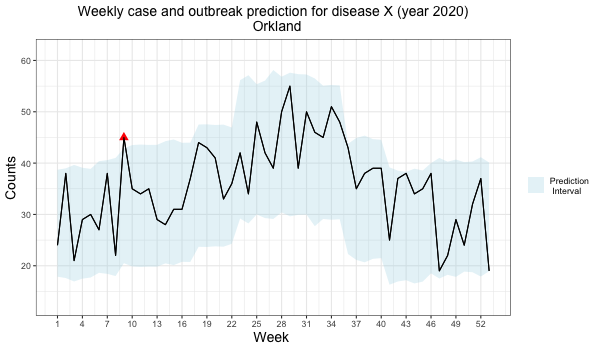 Weekly case and outbreak prediction for disease X (year 2020)
Orkland
Counts
60
50
40
30
20
1 4 7 10 13 16 19 22 25 28 31 34 37 40 43 46 49 52
Week
Prediction
Interval